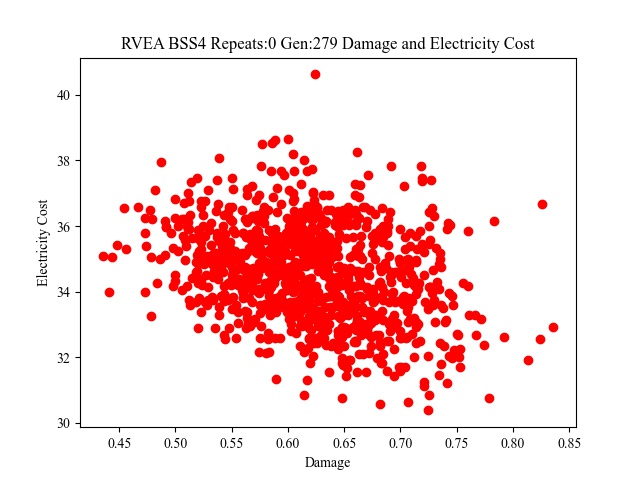 RVEA BSS4 Repeats:0 Gen:279 Damage and Electricity Cost
40
38
36
34
32
30
Electricity Cost
0.45 0.50 0.55 0.60 0.65 0.70 0.75 0.80 0.85
Damage